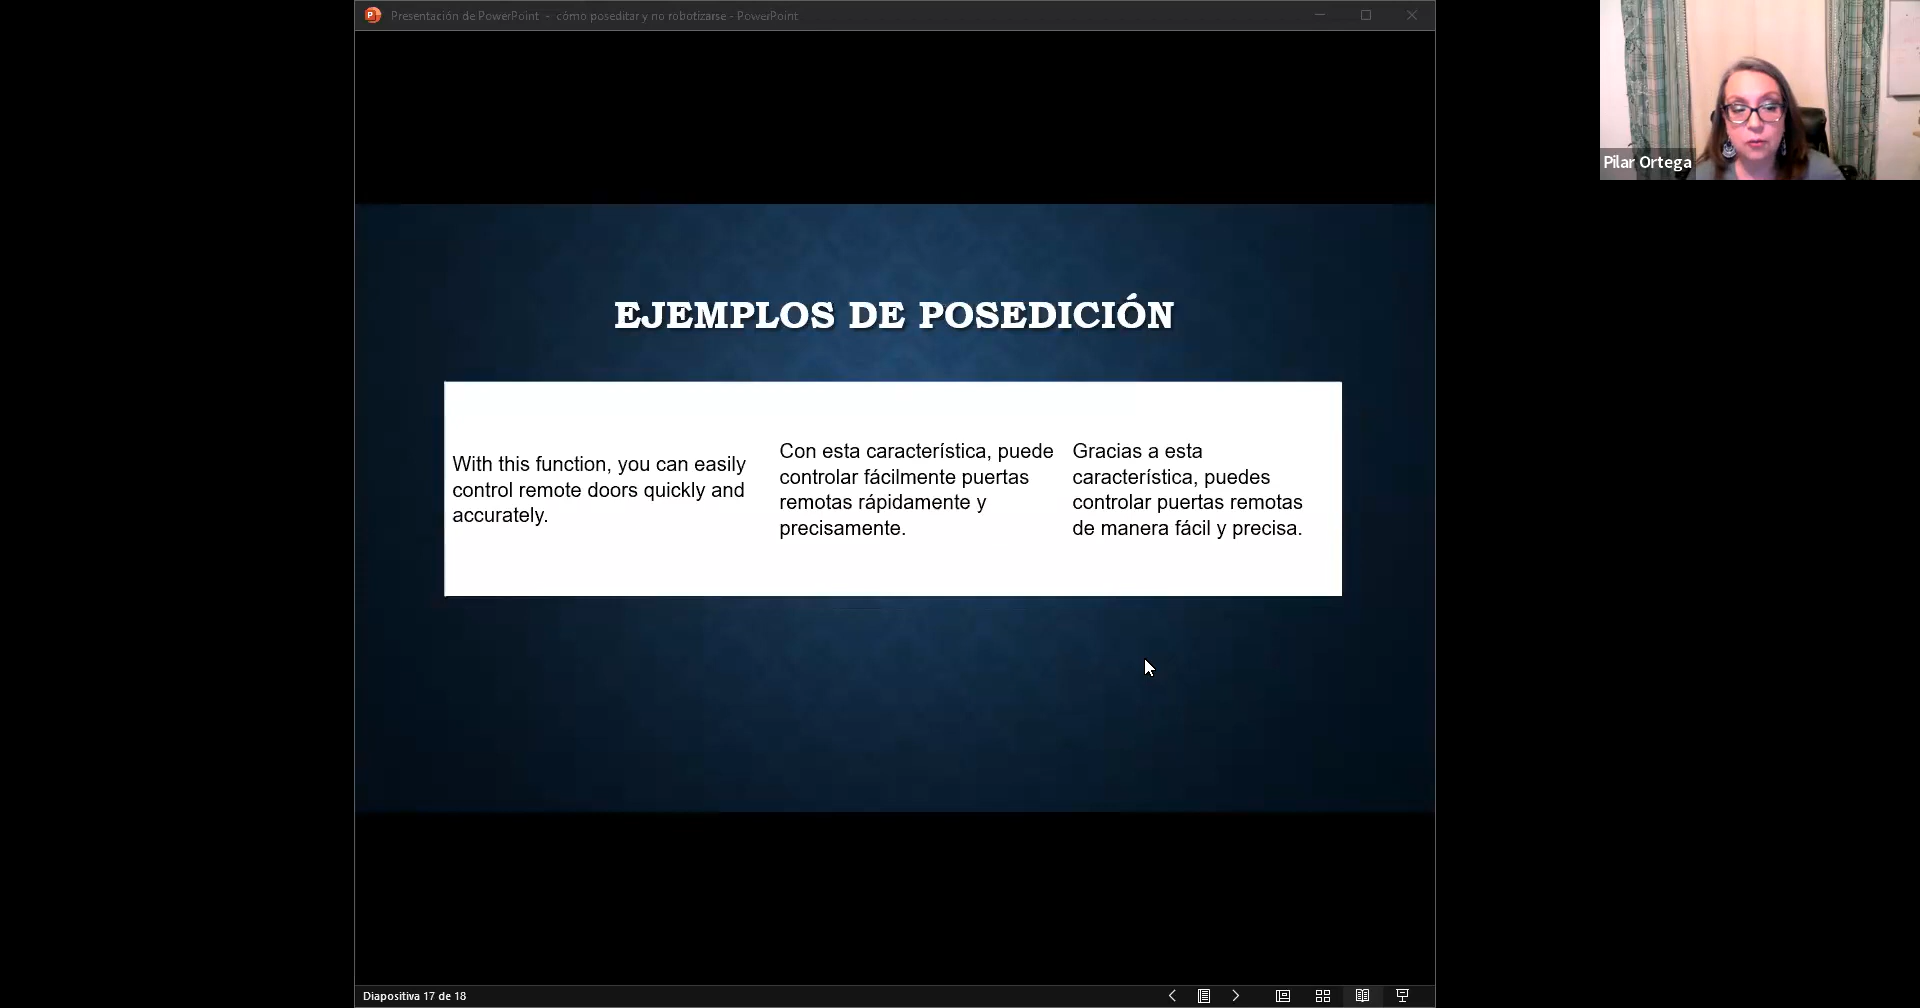 Presentación de PowerPoint - cómo poseditar y no robotizarse - PowerPoint
Pilar Ortega
EJEMPLOS DE POSEDICIÓN
With this function, you can easily
control remote doors quickly and
accurately.
Con esta característica, puede
controlar fácilmente puertas
remotas rápidamente y
precisamente.
Gracias a esta
característica, puedes
controlar puertas remotas
de manera fácil y precisa.
Diapositiva 17 de 18